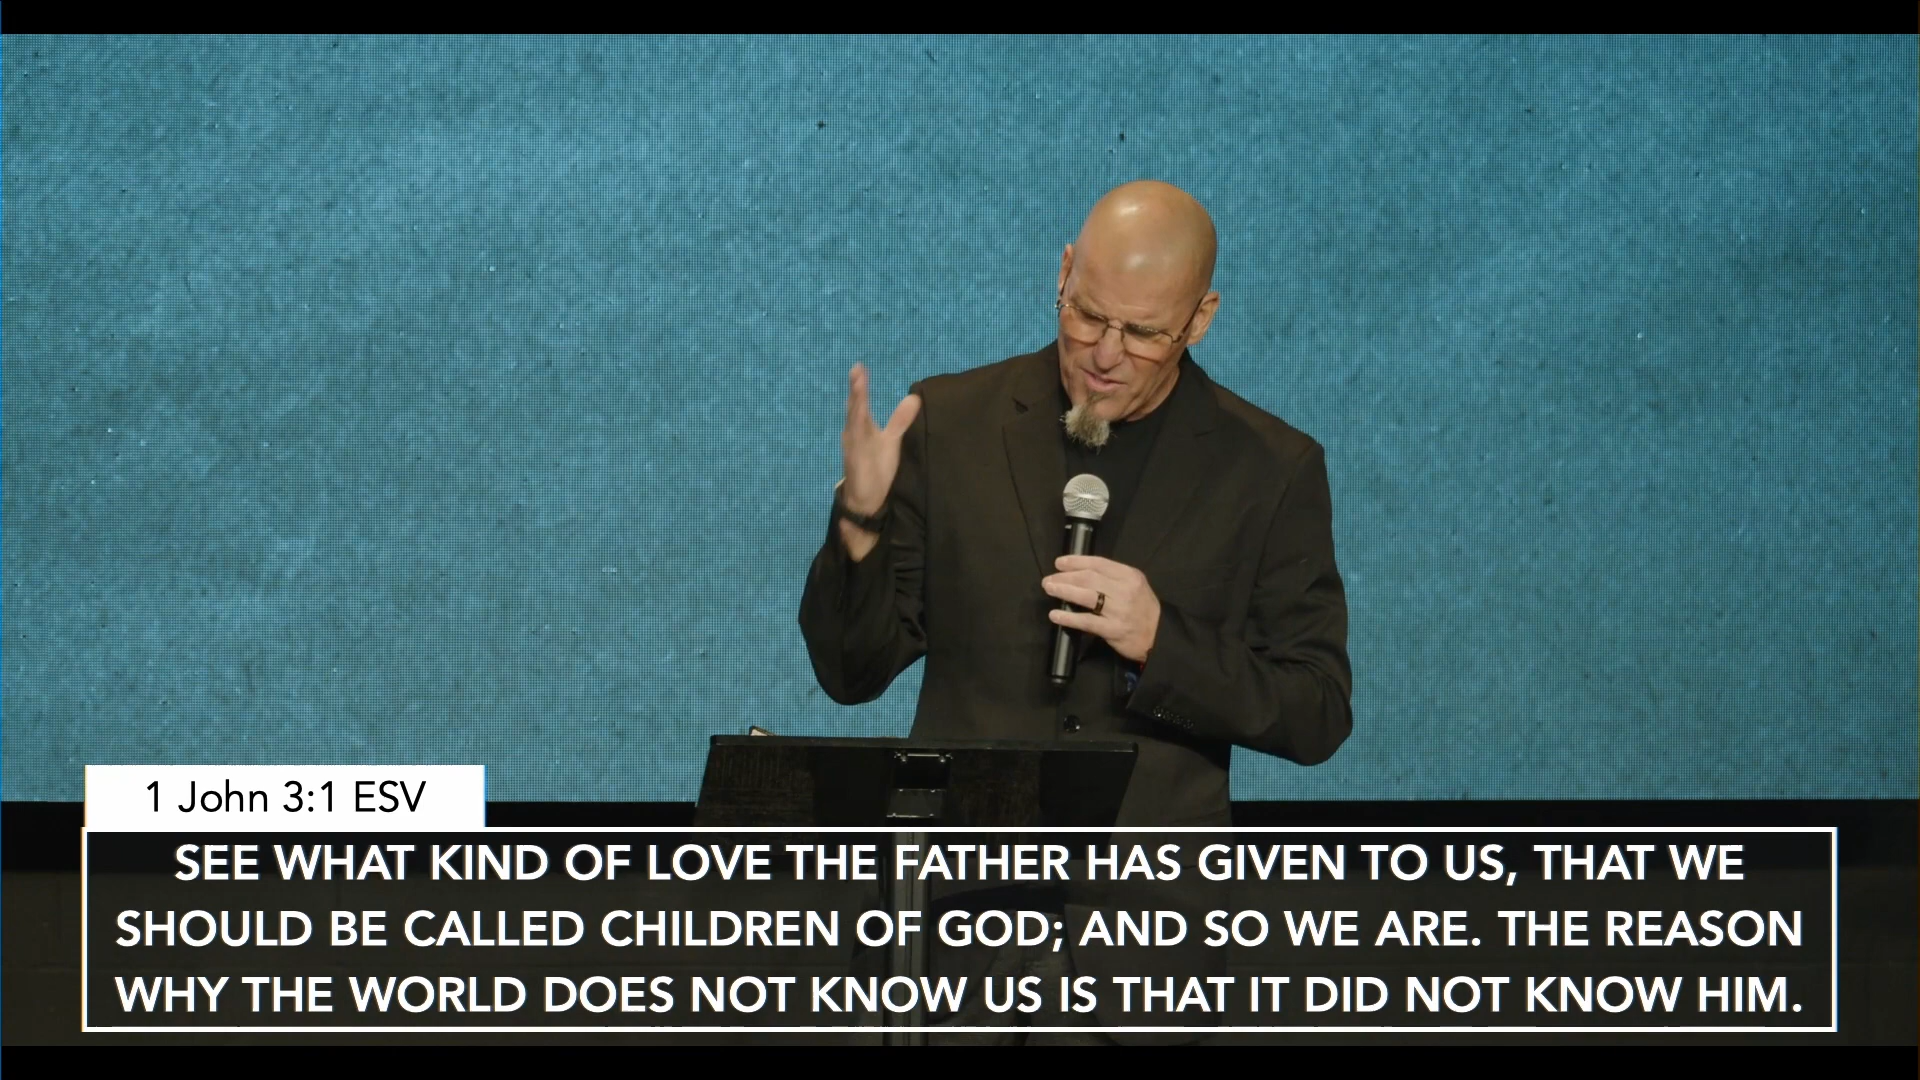 1 John 3:1 ESV
SEE WHAT KIND OF LOVE THE FATHER HAS GIVEN TO US, THAT WE
SHOULD BE CALLED CHILDREN OF GOD; AND SO WE ARE. THE REASON
WHY THE WORLD DOES NOT KNOW US IS THAT IT DID NOT KNOW HIM.